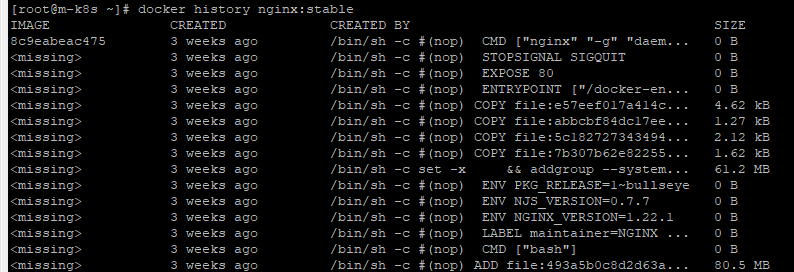 [root@m-k8s ~]# docker history nginx:stable
IMAGE CREATED CREATED BY SIZE
8c9eabeac475 3 weeks ago /bin/sh -c #(nop) CMD ["nginx" "-g" "daem... 0 B
<missing> 3 weeks ago /bin/sh -c #(nop) STOPSIGNAL SIGQUIT 0 B
<missing> 3 weeks ago /bin/sh -c #(nop) EXPOSE 80 0 B
<missing> 3 weeks ago /bin/sh -c #(nop) ENTRYPOINT ["/docker-en... 0 B
<missing> 3 weeks ago /bin/sh -c #(nop) COPY file:e57eef017a414c... 4.62 kB
<missing> 3 weeks ago /bin/sh -c #(nop) COPY file:abbcbf84dc17ee... 1.27 kB
<missing> 3 weeks ago /bin/sh -c #(nop) COPY file:5c182727343494... 2.12 kB
<missing> 3 weeks ago /bin/sh -c #(nop) COPY file:7b307b62e82255... 1.62 kB
<missing> 3 weeks ago /bin/sh -c set -x && addgroup --system... 61.2 MB
<missing> 3 weeks ago /bin/sh -c #(nop) ENV PKG_RELEASE=1~bullseye 0 B
<missing> 3 weeks ago /bin/sh -c #(nop) ENV NJS_VERSION=0.7.7 0 B
<missing> 3 weeks ago /bin/sh -c #(nop) ENV NGINX_VERSION=1.22.1 0 B
<missing> 3 weeks ago /bin/sh -c #(nop) LABEL maintainer=NGINX ... 0 B
<missing> 3 weeks ago /bin/sh -c #(nop) CMD ["bash"] 0 B
<missing> 3 weeks ago /bin/sh -c #(nop) ADD file:493a5b0c8d2d63a... 80.5 MB